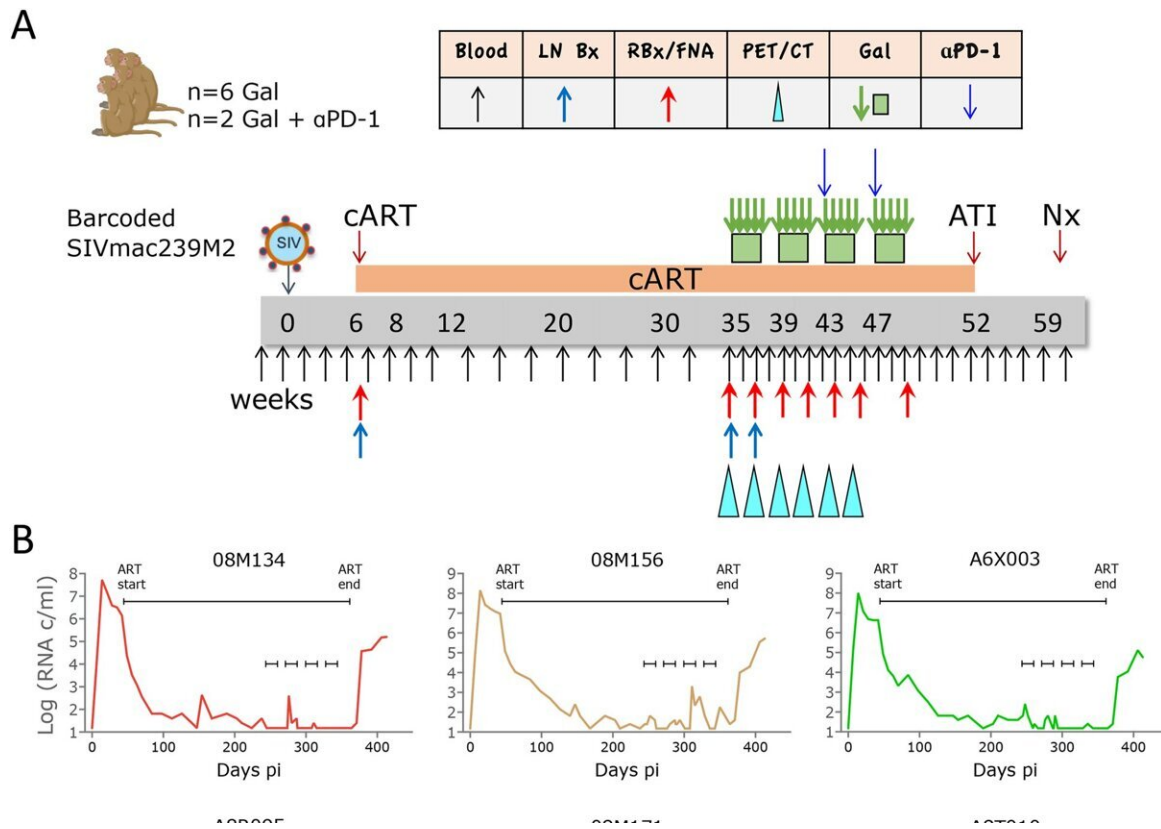 A
Blood LN Bx RBx/FNA PET/CT Gal αPD-1
n=6 Gal
n=2 Gal + αPD-1
Barcoded
SIVmac239M2
SIV
cART
ATI
Nx
cART
0 6 8 12 20 30 35 39 43 47 52 59
weeks
B
08M134
ART
start
ART
end
Log (RNA c/ml)
8
7
6
5
4
3
2
1
0 100 200 300 400
Days pi
08M156
ART
start
ART
end
9
8
7
6
5
4
3
2
1
0 100 200 300 400
Days pi
A6X003
ART
start
ART
end
9
8
7
6
5
4
3
2
1
0 100 200 300 400
Days pi